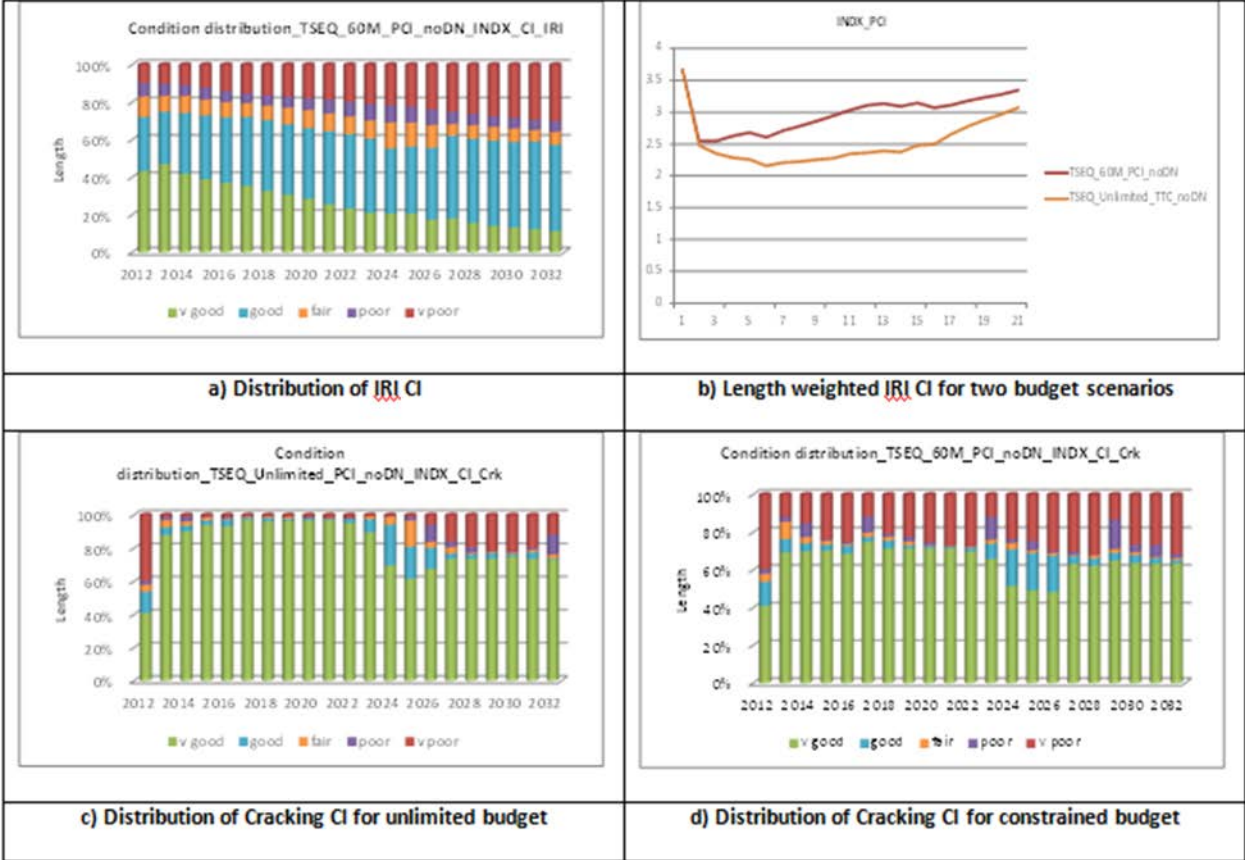 Condition distribution_TSEQ_60M_PCI_noDN_INDX_CI_IRI
100%
80%
60%
40%
20%
0%
Length
2012 2014 2016 2018 2020 2022 2024 2026 2028 2030 2032
v good good fair poor v poor
INDX_PCI
4
3.5
3
2.5
2
1.5
1
0.5
0
1 3 5 7 9 11 13 15 17 19 21
TSEQ_60M_PCI_noDN
TSEQ_Unlimited_TTC_noDN
a) Distribution of IRI CI
b) Length weighted IRI CI for two budget scenarios
Condition
distribution_TSEQ_Unlimited_PCI_noDN_INDX_CI_Crk
100%
80%
60%
40%
20%
0%
Length
2012 2014 2016 2018 2020 2022 2024 2026 2028 2030 2032
v good good fair poor v poor
Condition distribution_TSEQ_60M_PCI_noDN_INDX_CI_Crk
100%
80%
60%
40%
20%
0%
Length
2012 2014 2016 2018 2020 2022 2024 2026 2028 2030 2032
v good good fair poor v poor
c) Distribution of Cracking CI for unlimited budget
d) Distribution of Cracking CI for constrained budget